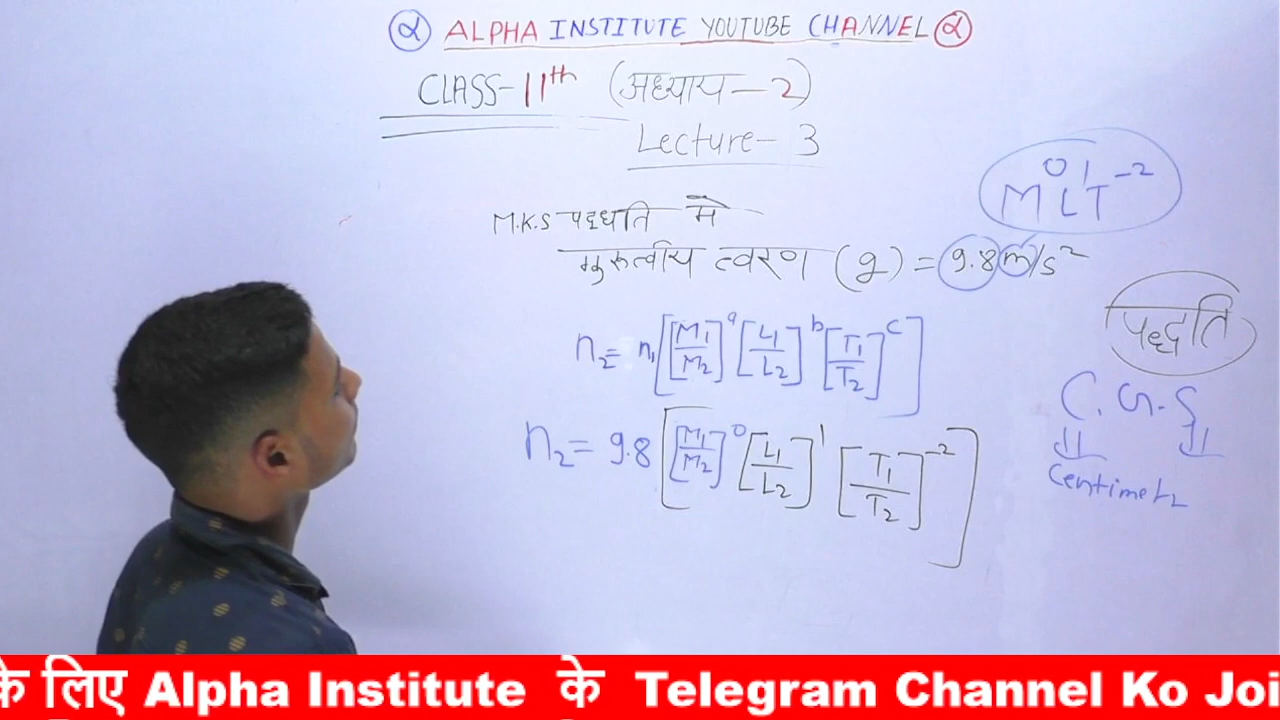 α ALPHA INSTITUTE YOUTUBE CHANNEL α
CLASS-11th (अध्याय-2)
Lecture-3
M⁰L¹T⁻²
M.K.S पद्धति में
गुरुत्वीय त्वरण (g) = 9.8 m/s²
पद्धति
n₂ = n₁[[M₁/M₂]ᵃ [L₁/L₂]ᵇ [T₁/T₂]ᶜ]
C.G.S
n₂ = 9.8 [[M₁/M₂]⁰ [L₁/L₂]¹ [T₁/T₂]⁻²]
के लिए Alpha Institute के Telegram Channel Ko Joi